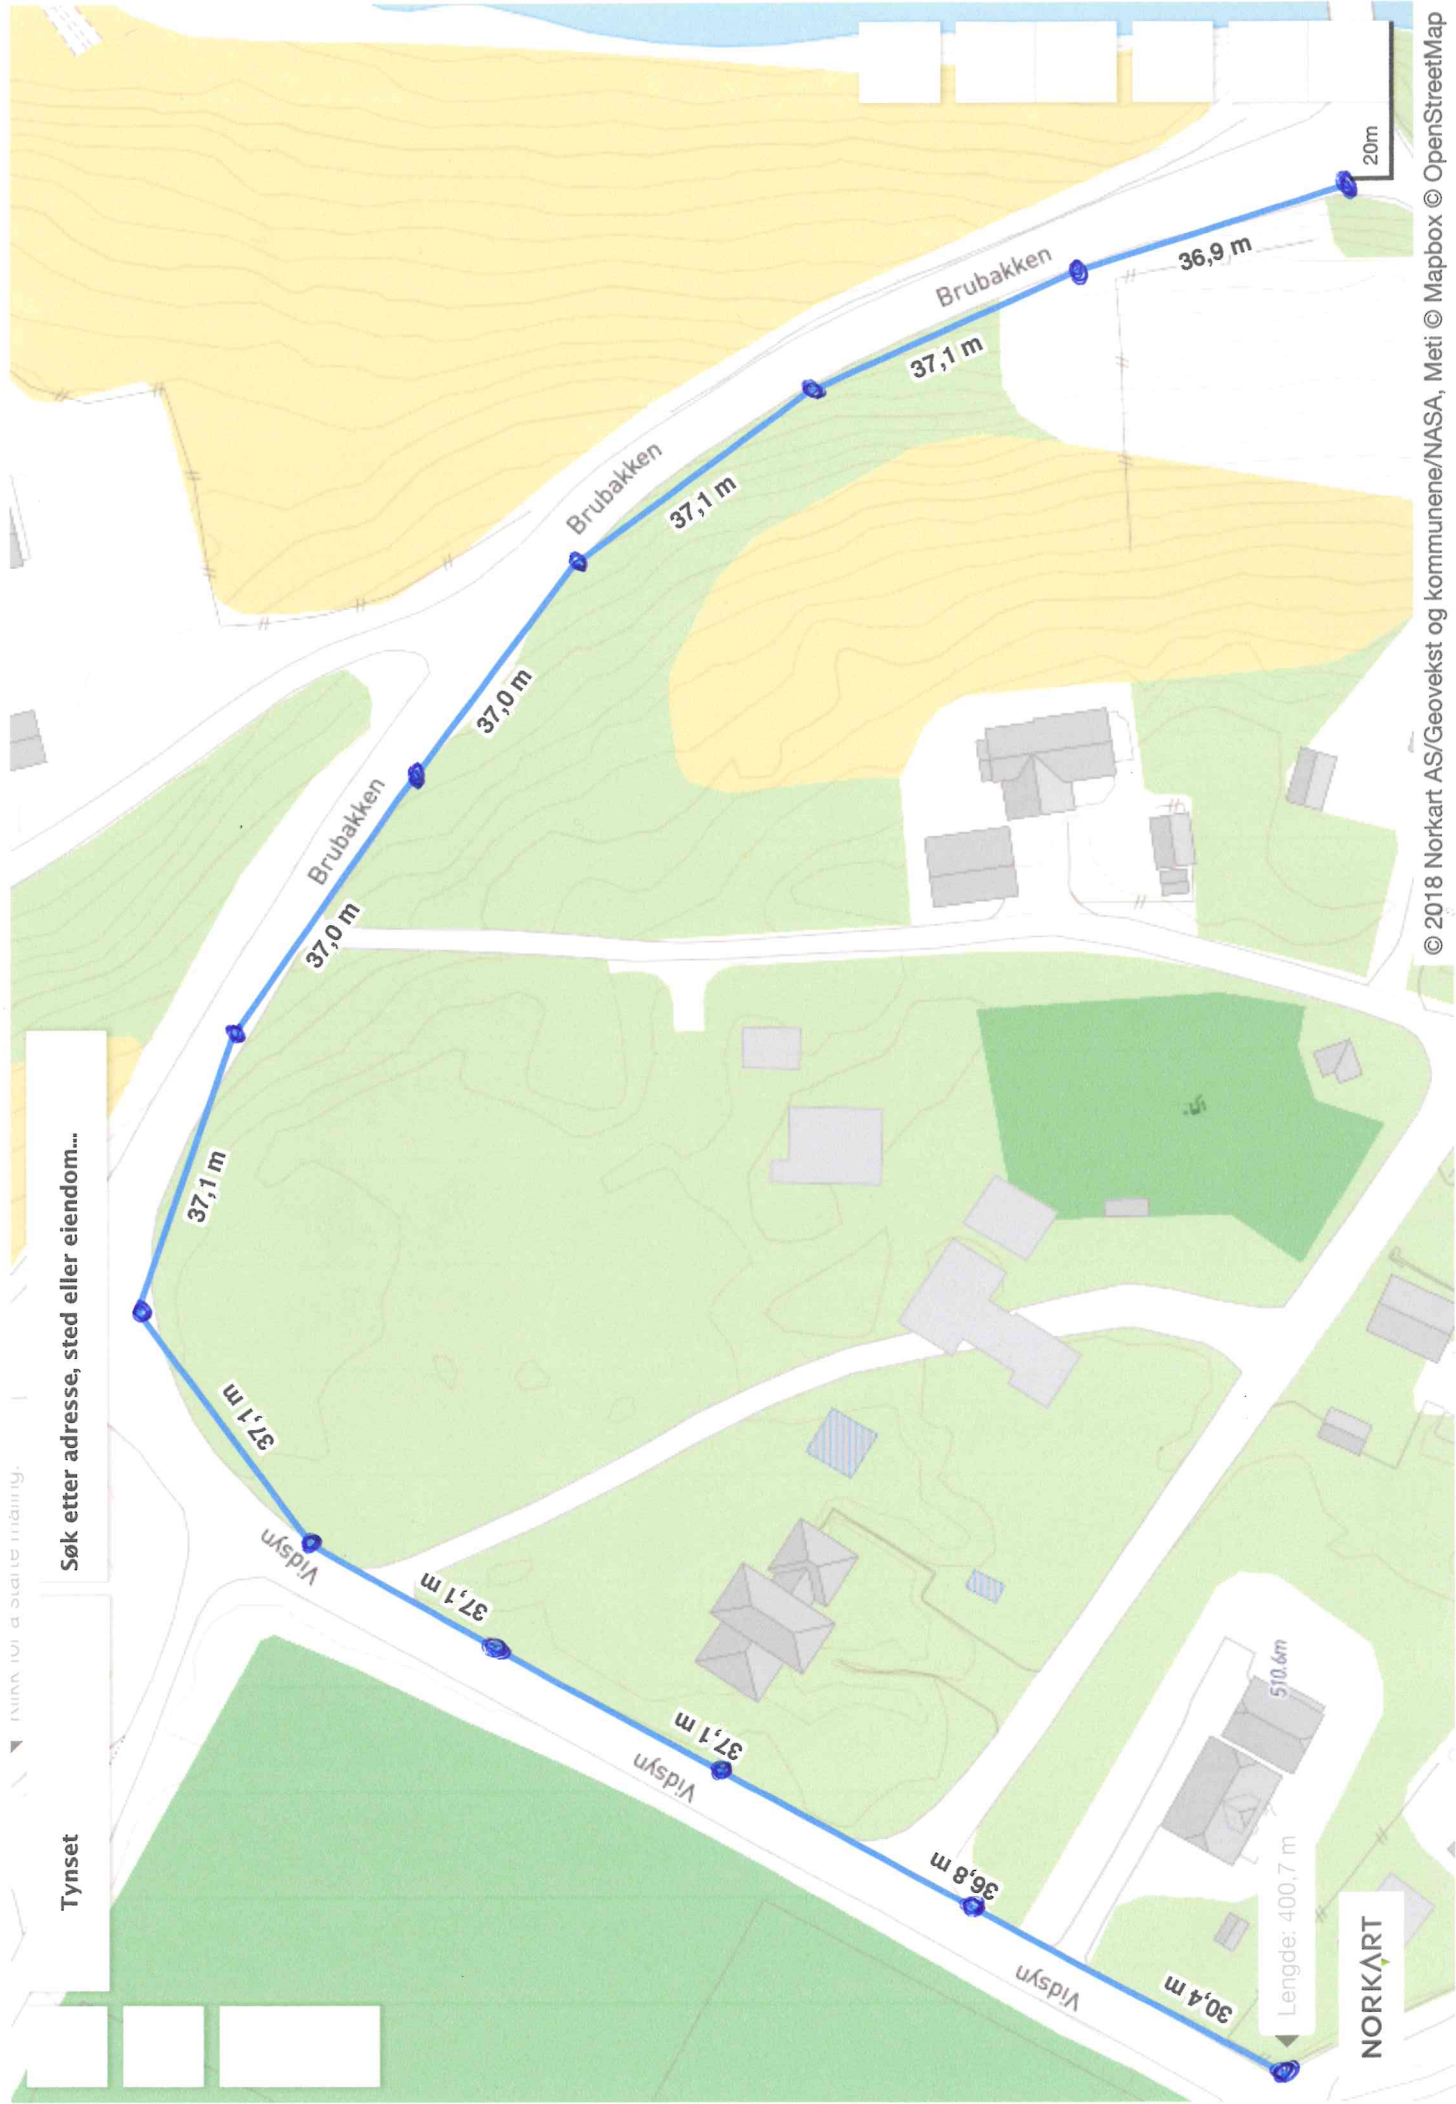 Tynset
Søk etter adresse, sted eller eiendom...
Brubakken
Brubakken
Brubakken
Vidsyn
Vidsyn
Vidsyn
30,4 m
36,8 m
37,1 m
37,1 m
37,1 m
37,1 m
37,0 m
37,0 m
37,1 m
37,1 m
36,9 m
510.6m
Lengde: 400,7 m
NORKART
20m
© 2018 Norkart AS/Geovekst og kommunene/NASA, Meti © Mapbox © OpenStreetMap